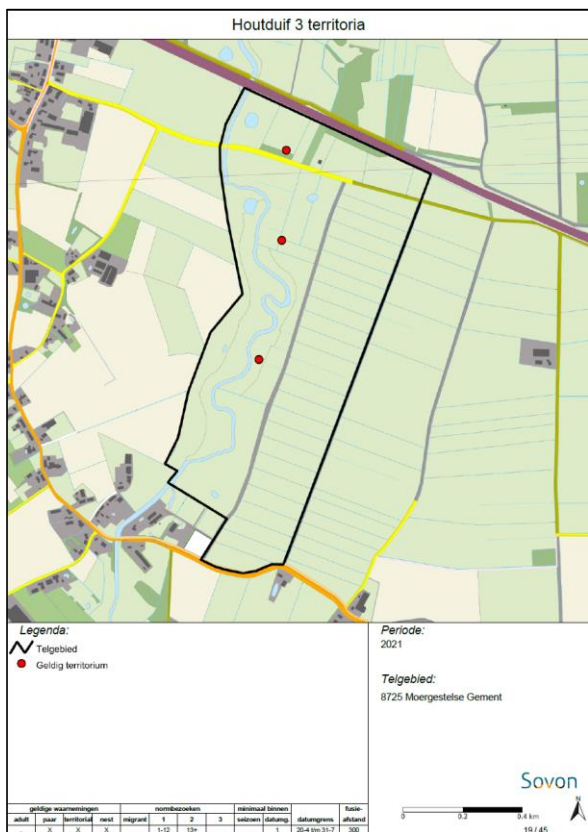 Houtduif 3 territoria
Legenda:
Telgebied
Geldig territorium
Periode:
2021
Telgebied:
8725 Moergestelse Gement
Sovon
0 0.2 0.4 km
N
geldige waarnemingen normbezoeken minimaal binnen fusie-
adult paar territoriaal nest migrant 1 2 3 seizoen datumg. datumgrens afstand
.. X X X 1-12 13+ 1 20-4 t/m 31-7 300
19 / 45